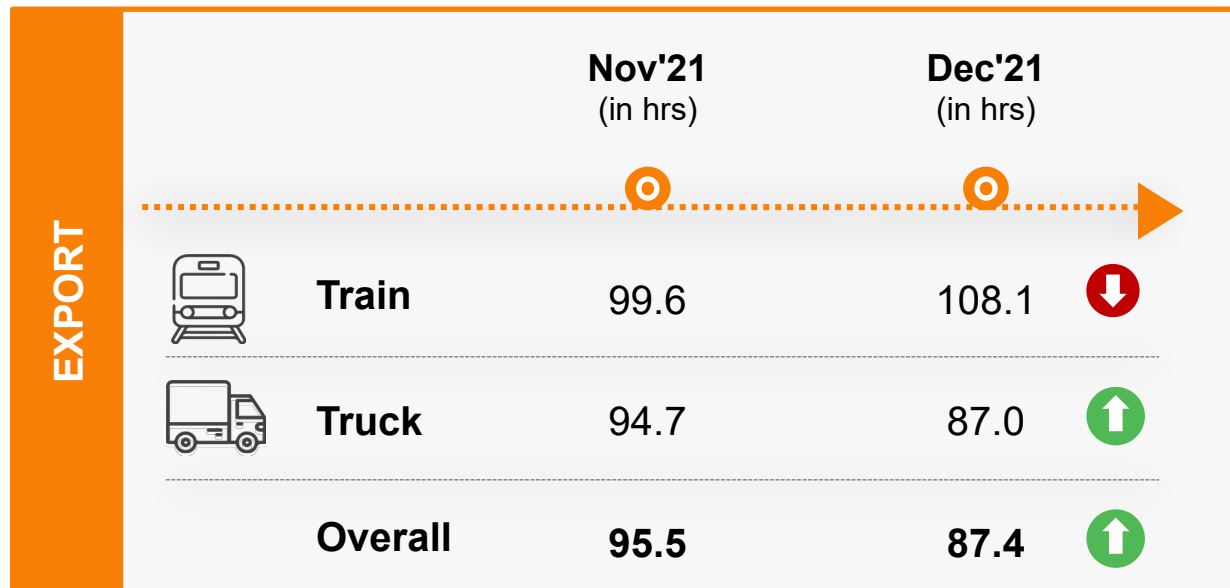 EXPORT
Nov'21 Dec'21
(in hrs) (in hrs)
Train 99.6 108.1
Truck 94.7 87.0
Overall 95.5 87.4